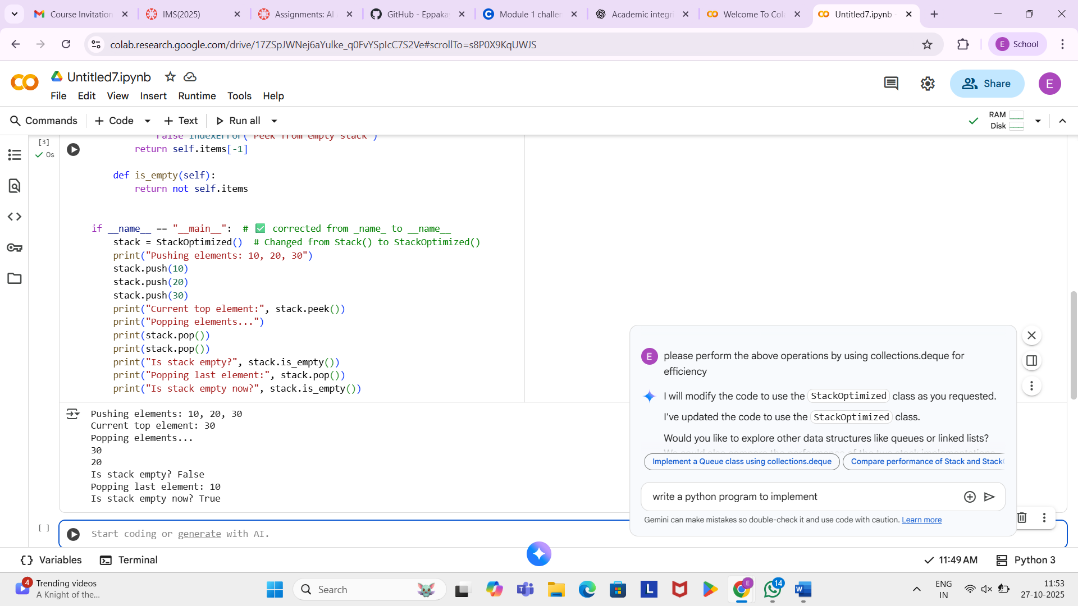 Course Invitation
IMS(2025)
Assignments: AI
GitHub - Eppaka
Module 1 challen
Academic integr
Welcome To Col
Untitled7.ipynb
colab.research.google.com/drive/17ZSpJWNej6aYulke_q0FvYSpIcC7S2Ve#scrollTo=s8P0X9KqUWJS
E School
Untitled7.ipynb
File Edit View Insert Runtime Tools Help
Share
E
Commands + Code + Text Run all
RAM
Disk
[1]
0s
raise IndexError("Peek from empty stack")
return self.items[-1]
def is_empty(self):
return not self.items
if __name__ == "__main__": # ✅ corrected from _name_ to __name__
stack = StackOptimized() # Changed from Stack() to StackOptimized()
print("Pushing elements: 10, 20, 30")
stack.push(10)
stack.push(20)
stack.push(30)
print("Current top element:", stack.peek())
print("Popping elements...")
print(stack.pop())
print(stack.pop())
print("Is stack empty?", stack.is_empty())
print("Popping last element:", stack.pop())
print("Is stack empty now?", stack.is_empty())
Pushing elements: 10, 20, 30
Current top element: 30
Popping elements...
30
20
Is stack empty? False
Popping last element: 10
Is stack empty now? True
[ ]
Start coding or generate with AI.
E
please perform the above operations by using collections.deque for
efficiency
I will modify the code to use the StackOptimized class as you requested.
I've updated the code to use the StackOptimized class.
Would you like to explore other data structures like queues or linked lists?
Implement a Queue class using collections.deque
Compare performance of Stack and Stack
write a python program to implement
Gemini can make mistakes so double-check it and use code with caution. Learn more
Variables Terminal
11:49 AM Python 3
4
Trending videos
A Knight of the...
Search
E
14
ENG
IN
11:53
27-10-2025